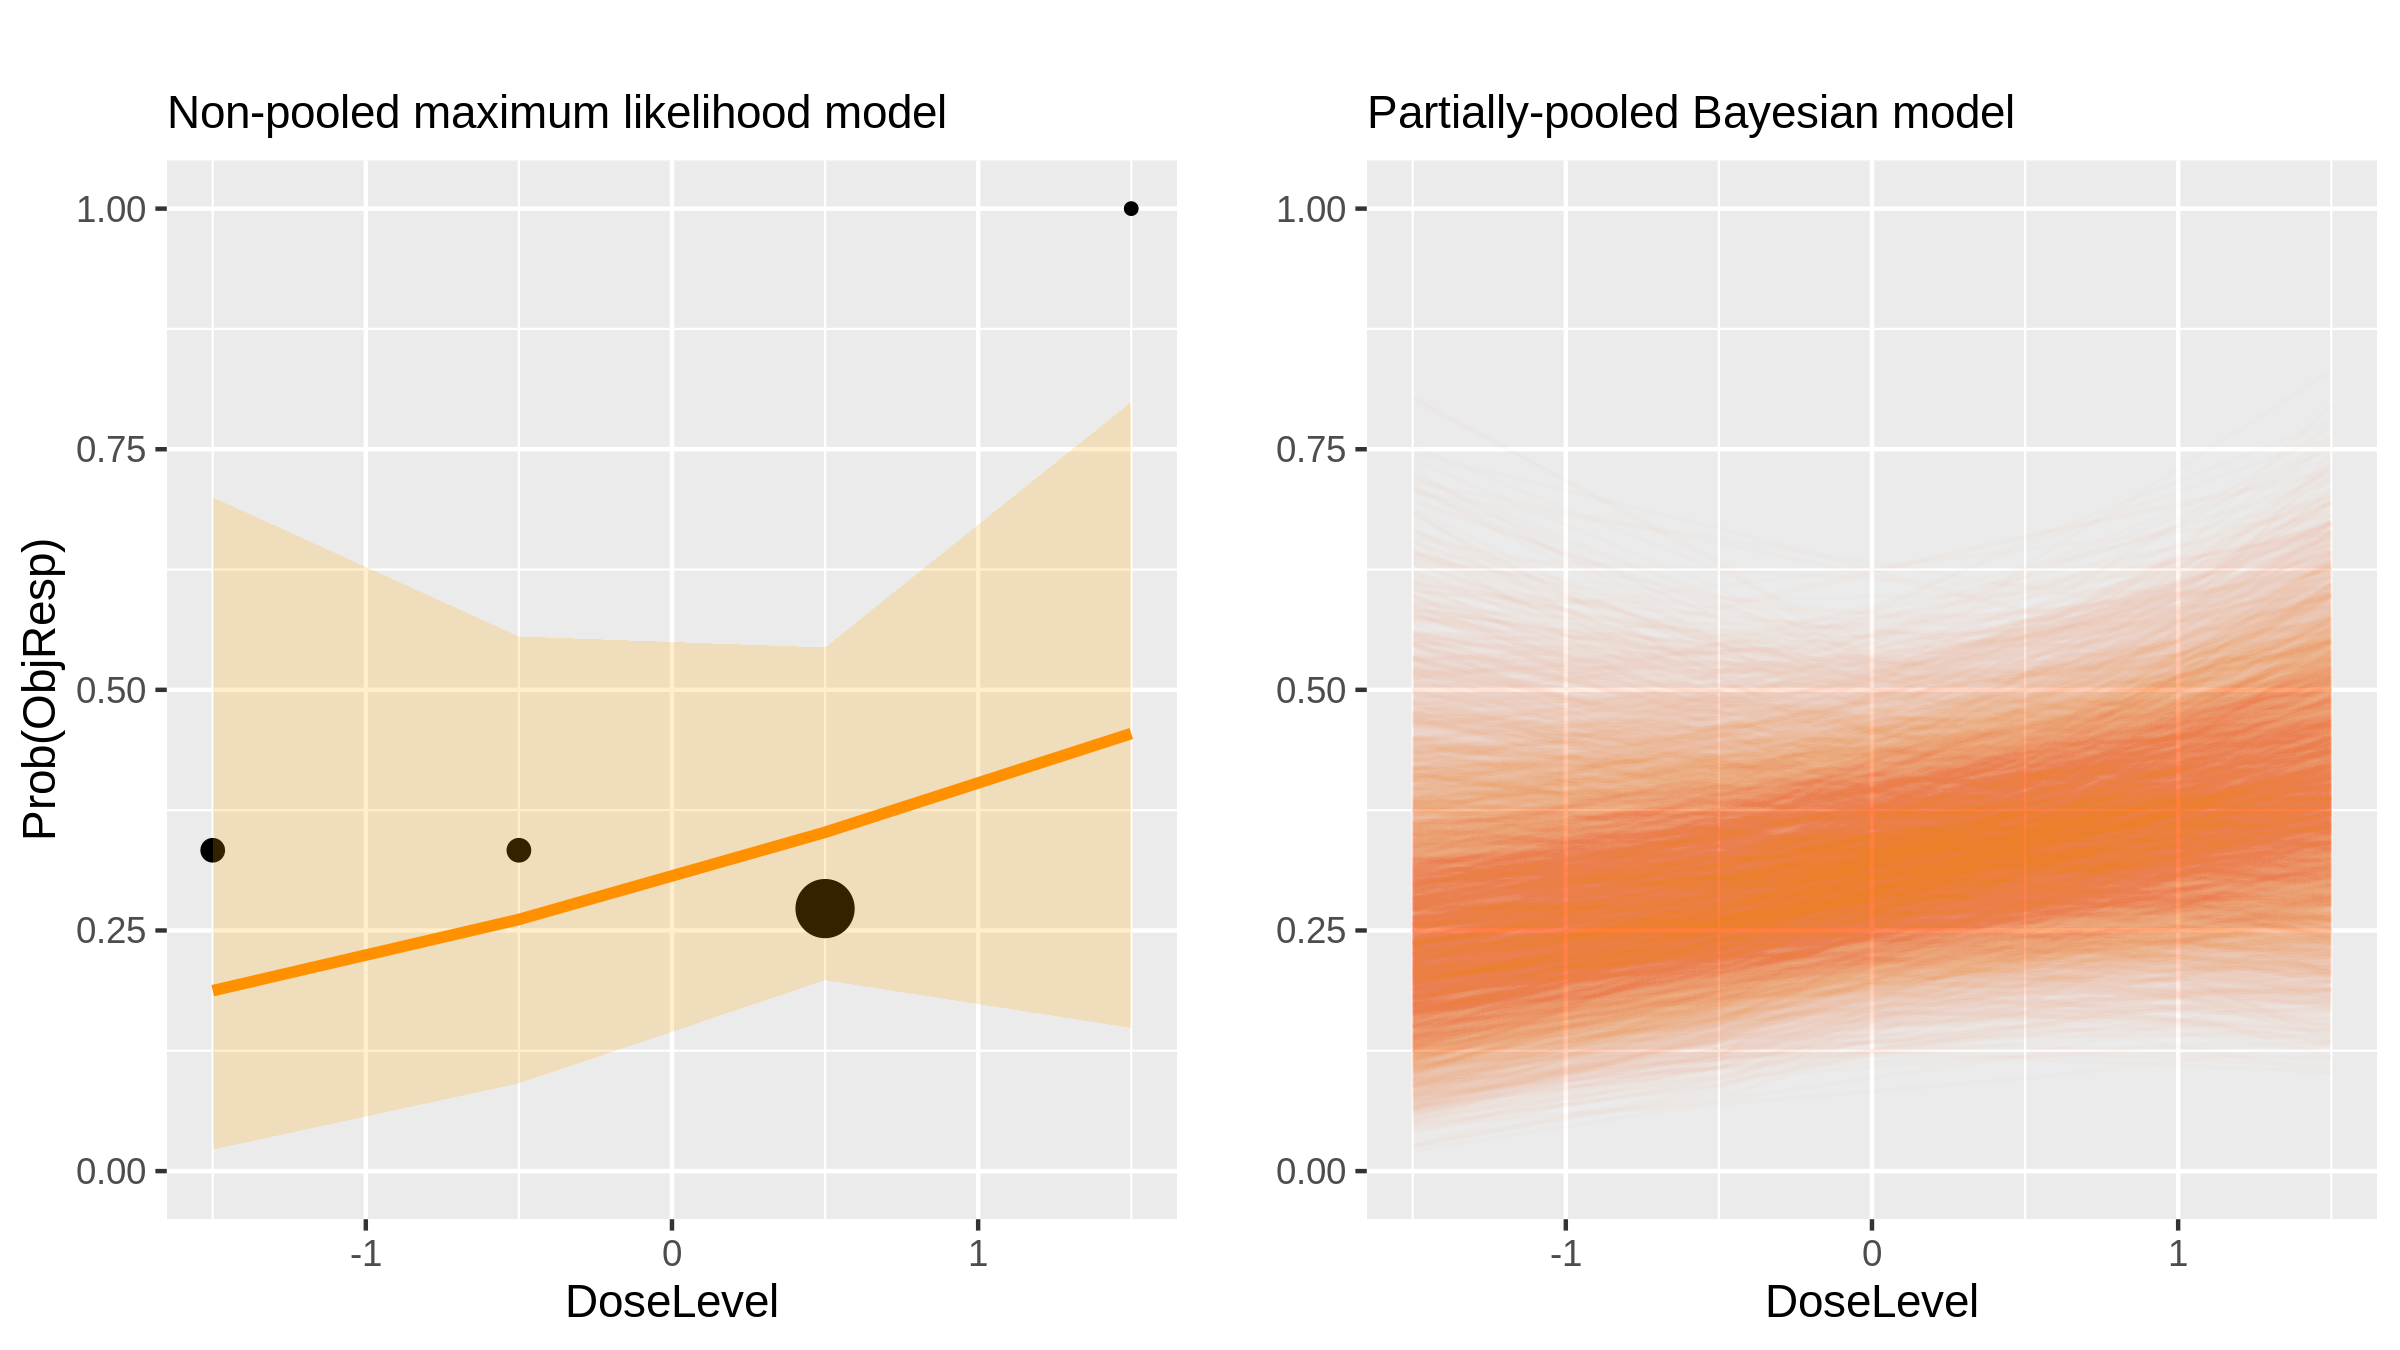 Non-pooled maximum likelihood model
Prob(ObjResp)
1.00
0.75
0.50
0.25
0.00
-1 0 1
DoseLevel
Partially-pooled Bayesian model
1.00
0.75
0.50
0.25
0.00
-1 0 1
DoseLevel